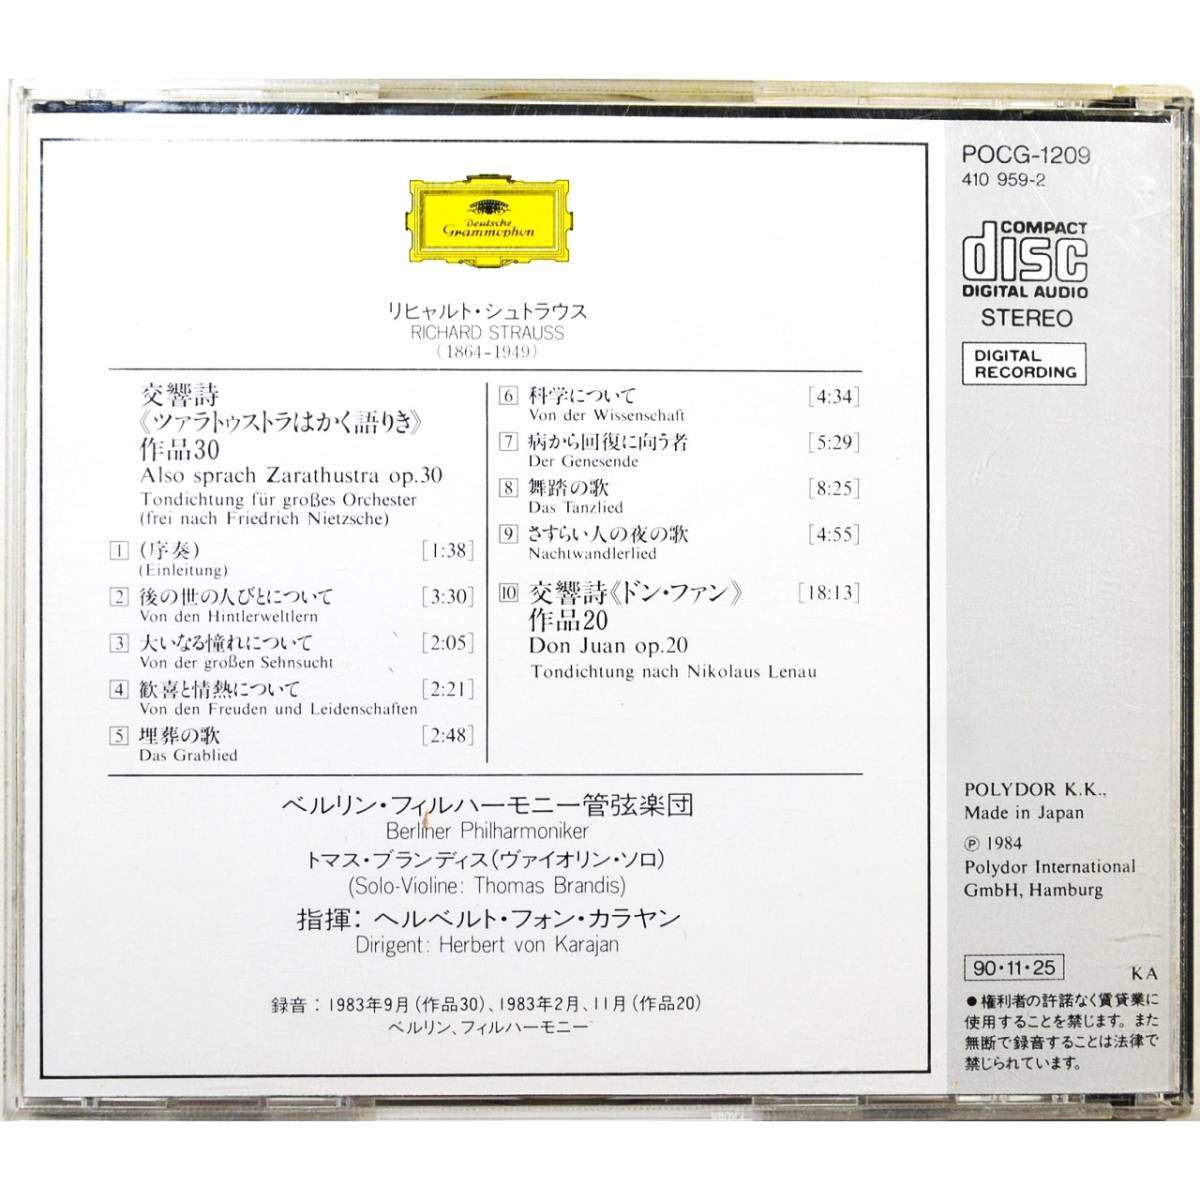 Deutsche
Grammophon
リヒャルト・シュトラウス
RICHARD STRAUSS
(1864-1949)
交響詩
《ツァラトゥストラはかく語りき》
作品30
Also sprach Zarathustra op.30
Tondichtung für großes Orchester
(frei nach Friedrich Nietzsche)
1 (序奏) [1:38]
(Einleitung)
2 後の世の人びとについて [3:30]
Von den Hintlerweltlern
3 大いなる憧れについて [2:05]
Von der großen Sehnsucht
4 歓喜と情熱について [2:21]
Von den Freuden und Leidenschaften
5 埋葬の歌 [2:48]
Das Grablied
6 科学について [4:34]
Von der Wissenschaft
7 病から回復に向う者 [5:29]
Der Genesende
8 舞踏の歌 [8:25]
Das Tanzlied
9 さすらい人の夜の歌 [4:55]
Nachtwandlerlied
10 交響詩《ドン・ファン》 [18:13]
作品20
Don Juan op.20
Tondichtung nach Nikolaus Lenau
ベルリン・フィルハーモニー管弦楽団
Berliner Philharmoniker
トマス・ブランディス(ヴァイオリン・ソロ)
(Solo-Violine: Thomas Brandis)
指揮: ヘルベルト・フォン・カラヤン
Dirigent: Herbert von Karajan
録音:1983年9月(作品30)、1983年2月、11月(作品20)
ベルリン、フィルハーモニー
POCG-1209
410 959-2
COMPACT
disc
DIGITAL AUDIO
STEREO
DIGITAL
RECORDING
POLYDOR K.K.,
Made in Japan
Ⓟ 1984
Polydor International
GmbH, Hamburg
90・11・25
KA
●権利者の許諾なく賃貸業に
使用することを禁じます。また
無断で録音することは法律で
禁じられています。